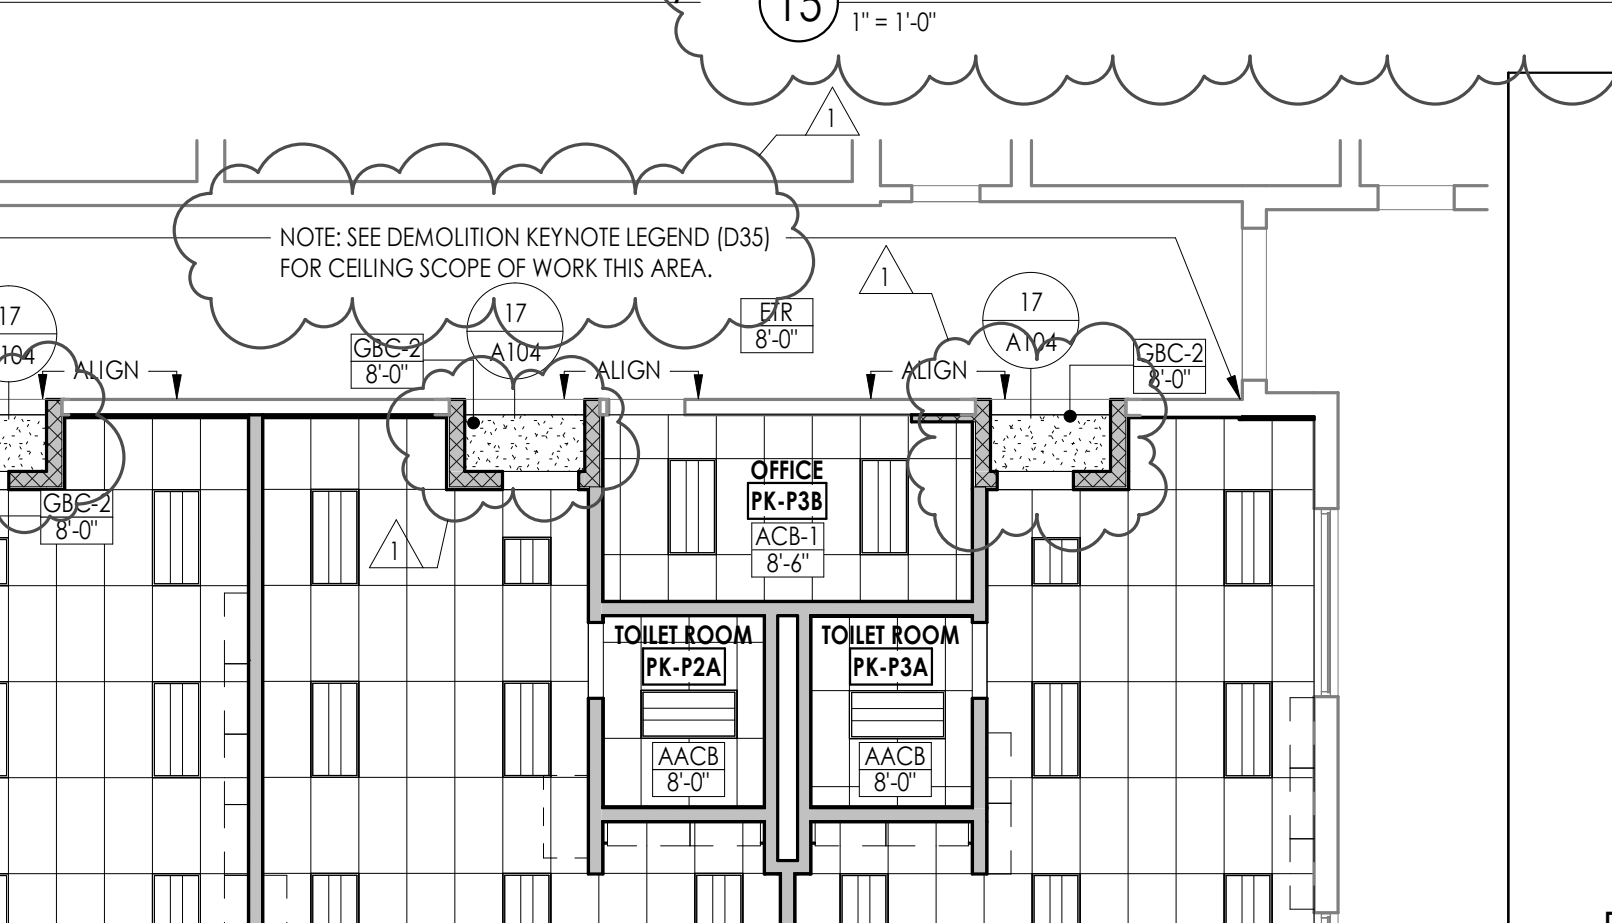 15
1" = 1'-0"
1
NOTE: SEE DEMOLITION KEYNOTE LEGEND (D35)
FOR CEILING SCOPE OF WORK THIS AREA.
1
17
A104
17
A104
17
A104
ETR
8'-0"
GBC-2
8'-0"
GBC-2
8'-0"
ALIGN
ALIGN
ALIGN
GBC-2
8'-0"
1
OFFICE
PK-P3B
ACB-1
8'-6"
TOILET ROOM
PK-P2A
AACB
8'-0"
TOILET ROOM
PK-P3A
AACB
8'-0"